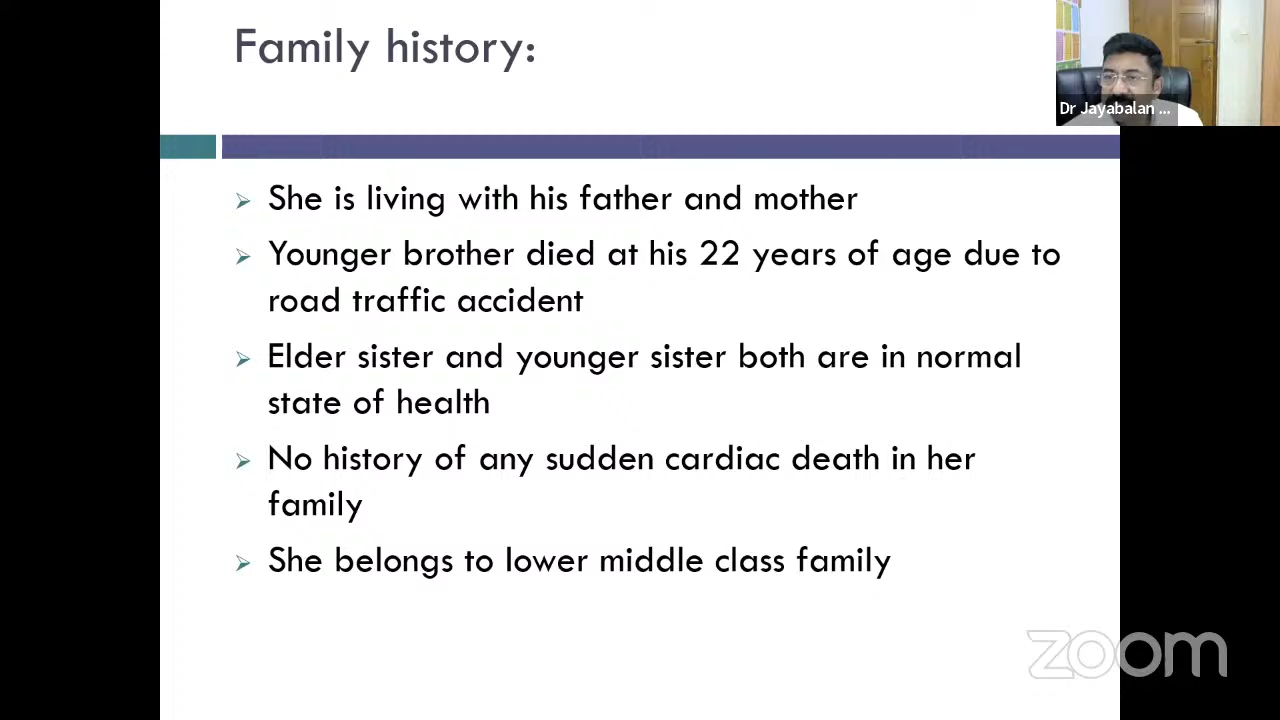 Family history:
Dr Jayabalan ...
She is living with his father and mother
Younger brother died at his 22 years of age due to
road traffic accident
Elder sister and younger sister both are in normal
state of health
No history of any sudden cardiac death in her
family
She belongs to lower middle class family
zoom